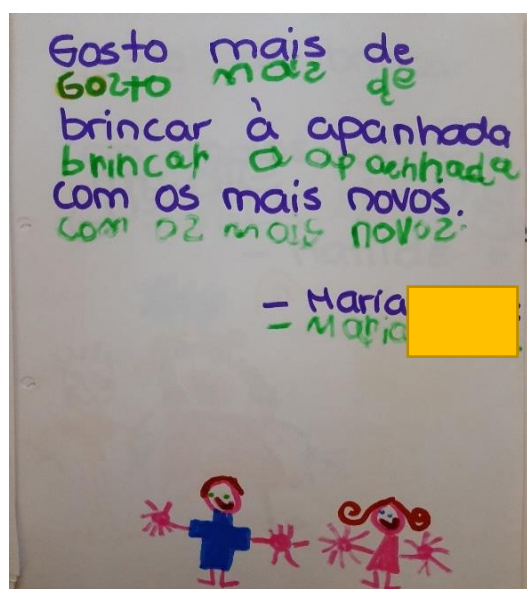 Gosto mais de
Gozto maiz de
brincar à apanhada
brincar a apanhada
com os mais novos.
com oz mais novoz.
- Maria
- Maria